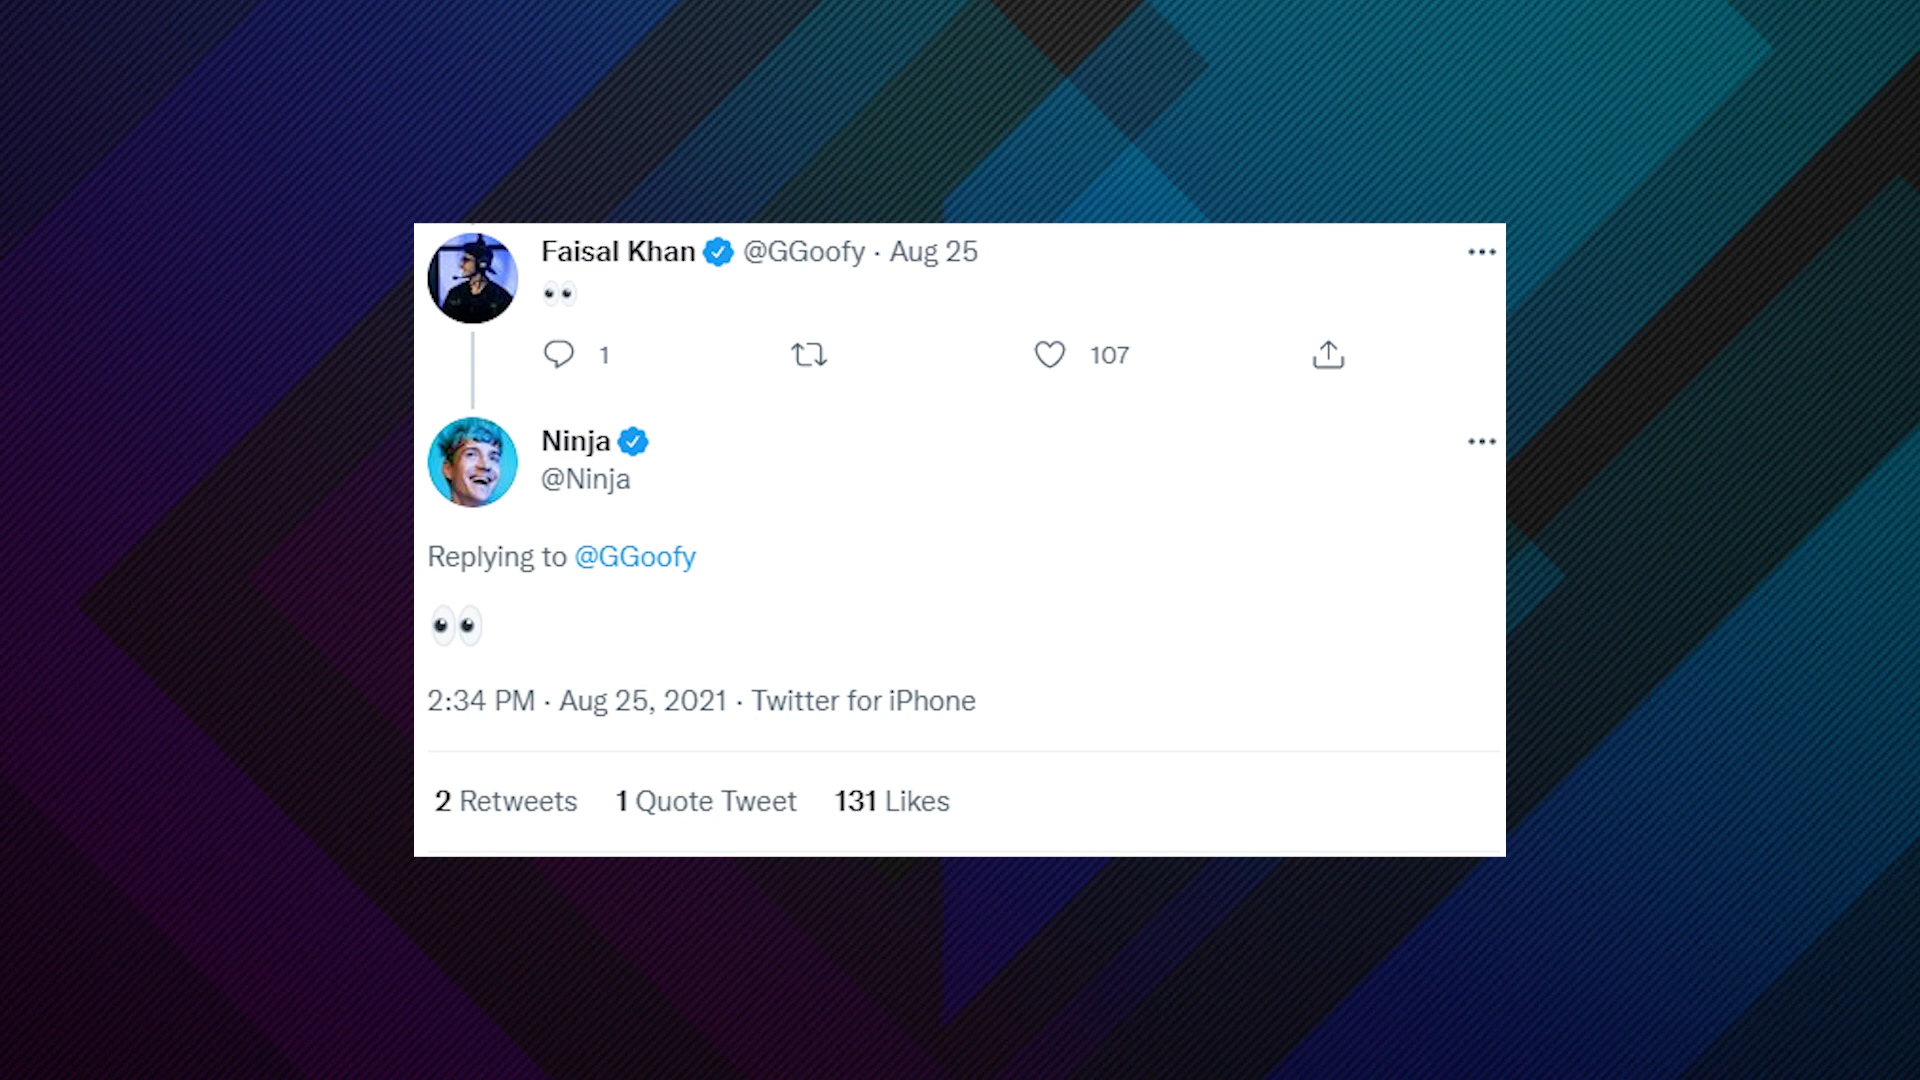 Faisal Khan @GGoofy · Aug 25
👀
1 107
Ninja
@Ninja
Replying to @GGoofy
👀
2:34 PM · Aug 25, 2021 · Twitter for iPhone
2 Retweets 1 Quote Tweet 131 Likes